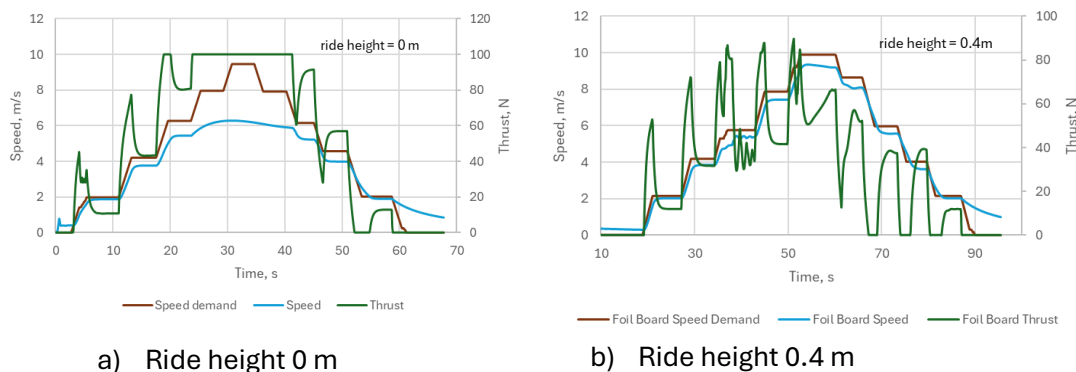 12
10
8
6
4
2
0
Speed, m/s
ride height = 0 m
120
100
80
60
40
20
0
Thrust, N
0 10 20 30 40 50 60 70
Time, s
Speed demand Speed Thrust
a) Ride height 0 m
12
10
8
6
4
2
0
Speed, m/s
ride height = 0.4m
100
80
60
40
20
0
Thrust, N
10 30 50 70 90
Time, s
Foil Board Speed Demand Foil Board Speed Foil Board Thrust
b) Ride height 0.4 m